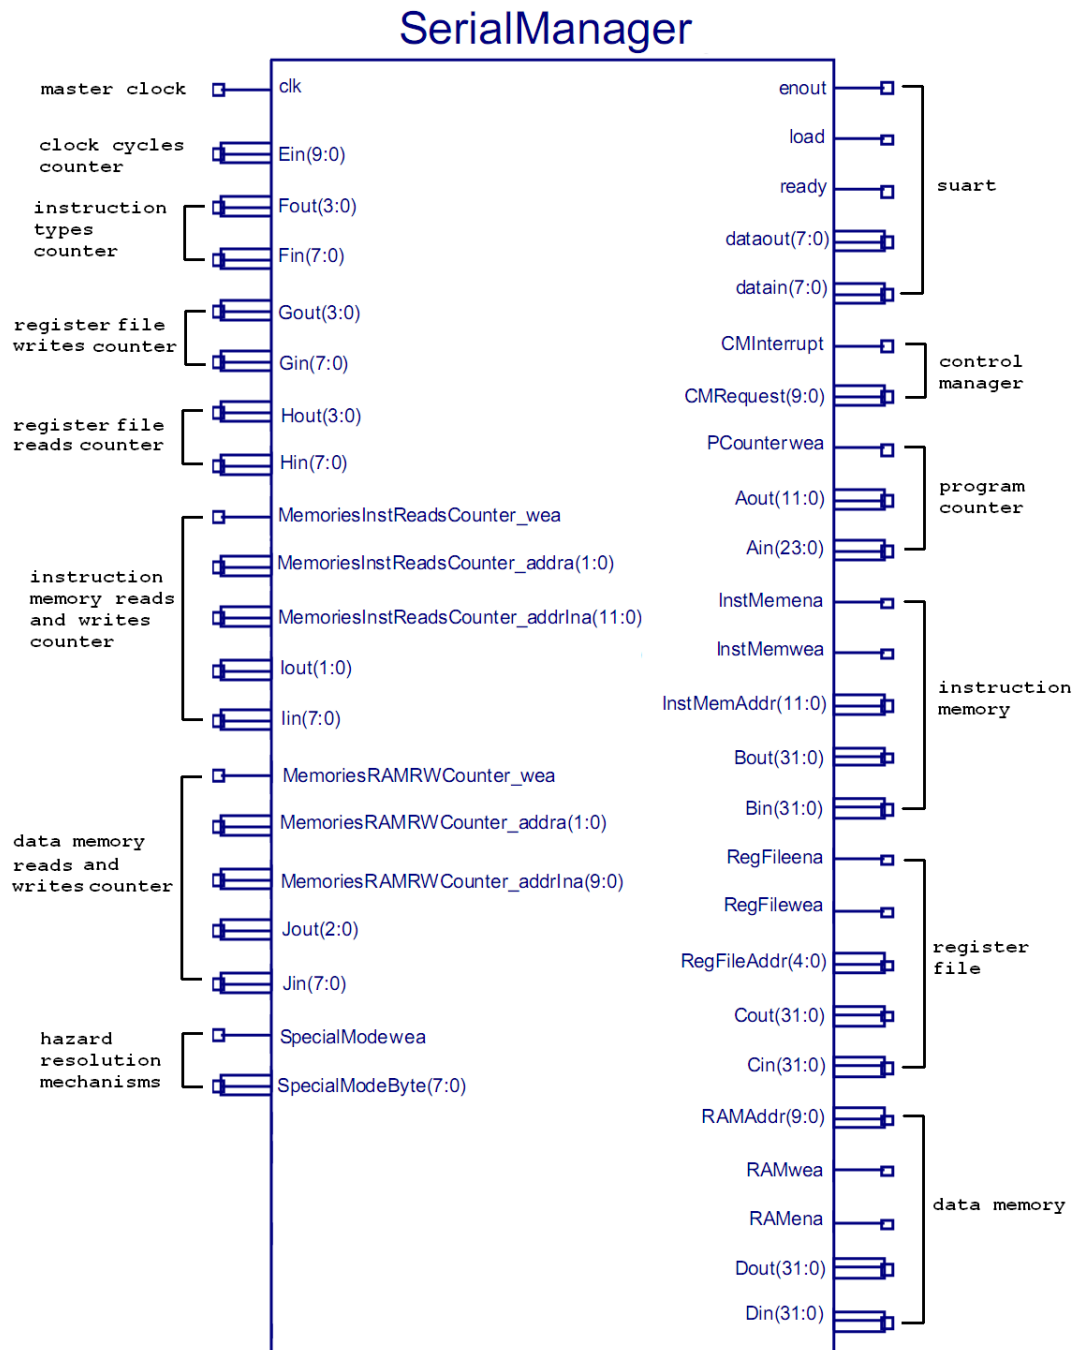 SerialManager
master clock
clk
clock cycles
counter
Ein(9:0)
instruction
types
counter
Fout(3:0)
Fin(7:0)
register file
writes counter
Gout(3:0)
Gin(7:0)
register file
reads counter
Hout(3:0)
Hin(7:0)
instruction
memory reads
and writes
counter
MemoriesInstReadsCounter_wea
MemoriesInstReadsCounter_addra(1:0)
MemoriesInstReadsCounter_addrIna(11:0)
Iout(1:0)
Iin(7:0)
data memory
reads and
writes counter
MemoriesRAMRWCounter_wea
MemoriesRAMRWCounter_addra(1:0)
MemoriesRAMRWCounter_addrIna(9:0)
Jout(2:0)
Jin(7:0)
hazard
resolution
mechanisms
SpecialModewea
SpecialModeByte(7:0)
enout
load
ready
dataout(7:0)
datain(7:0)
suart
CMInterrupt
CMRequest(9:0)
control
manager
PCounterwea
Aout(11:0)
Ain(23:0)
program
counter
InstMemena
InstMemwea
InstMemAddr(11:0)
Bout(31:0)
Bin(31:0)
instruction
memory
RegFileena
RegFilewea
RegFileAddr(4:0)
Cout(31:0)
Cin(31:0)
register
file
RAMAddr(9:0)
RAMwea
RAMena
Dout(31:0)
Din(31:0)
data memory